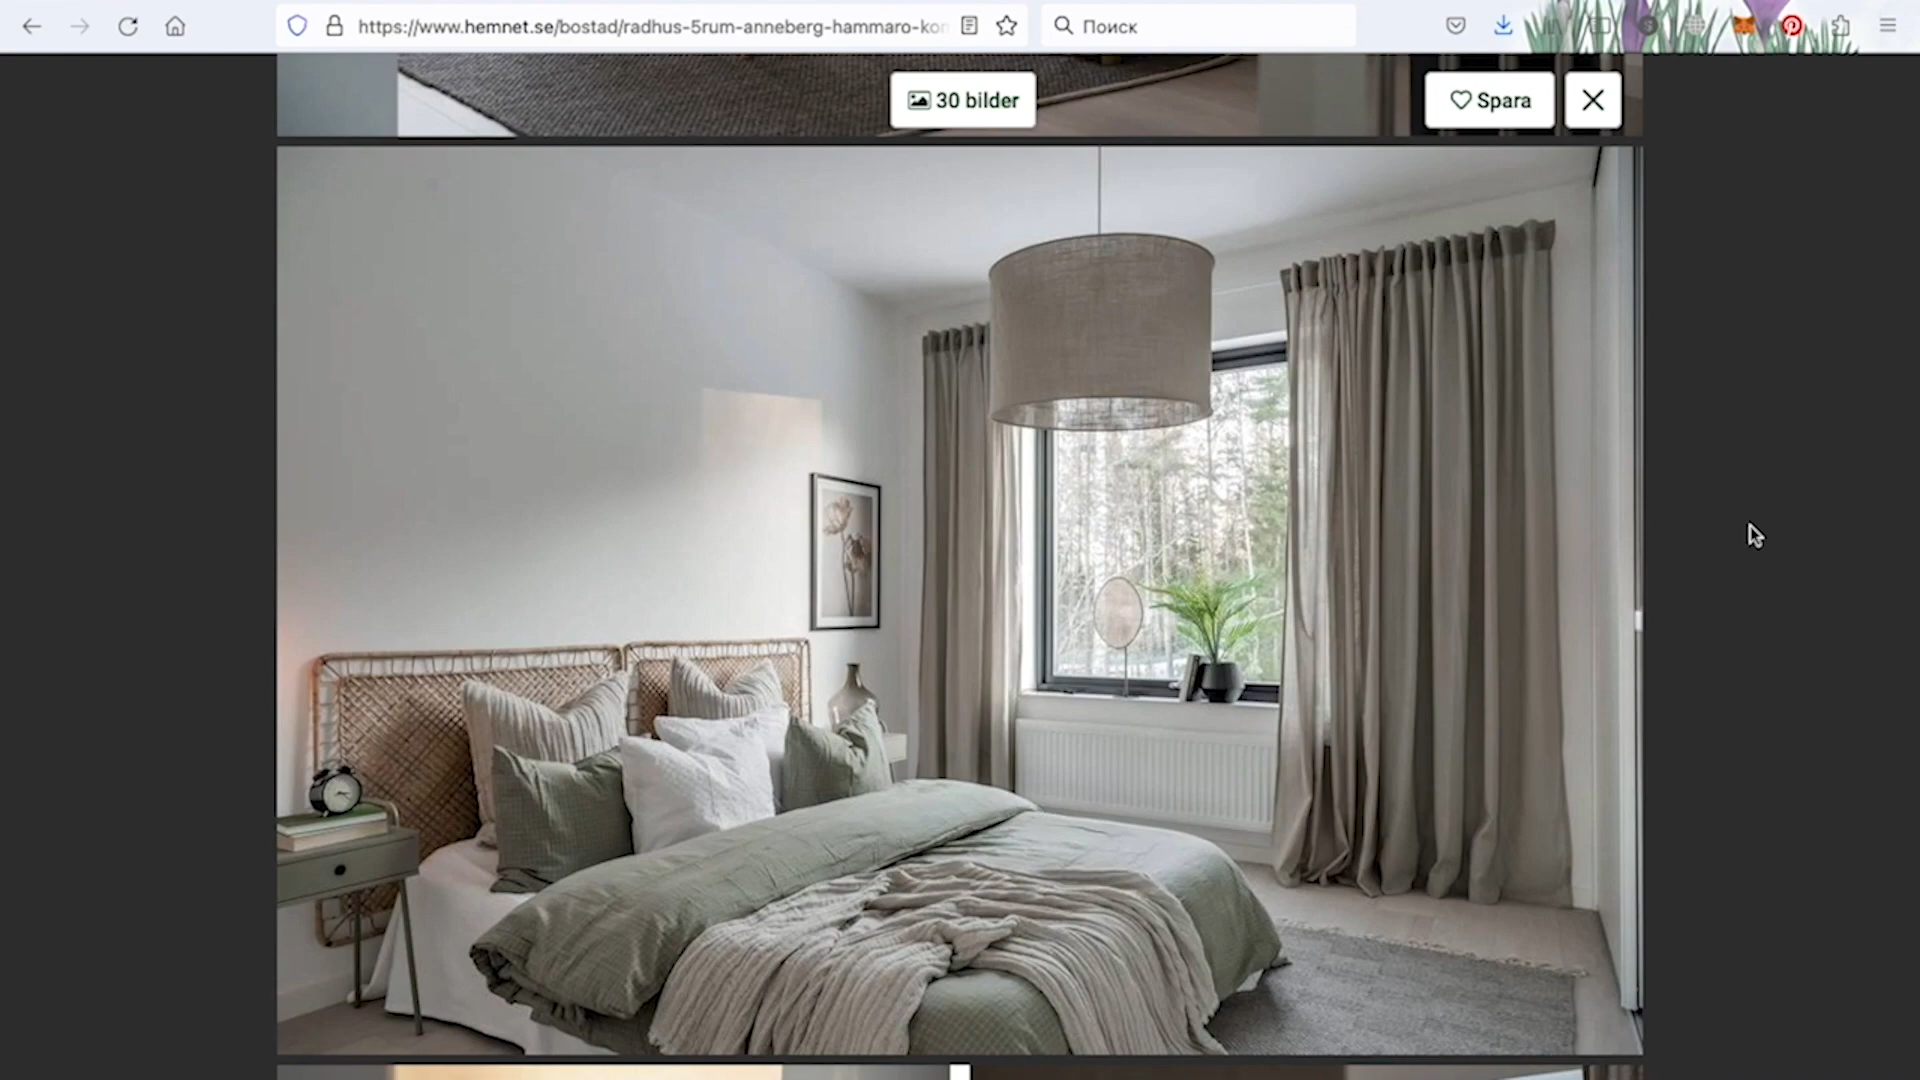 https://www.hemnet.se/bostad/radhus-5rum-anneberg-hammaro-kon
Поиск
30 bilder
Spara